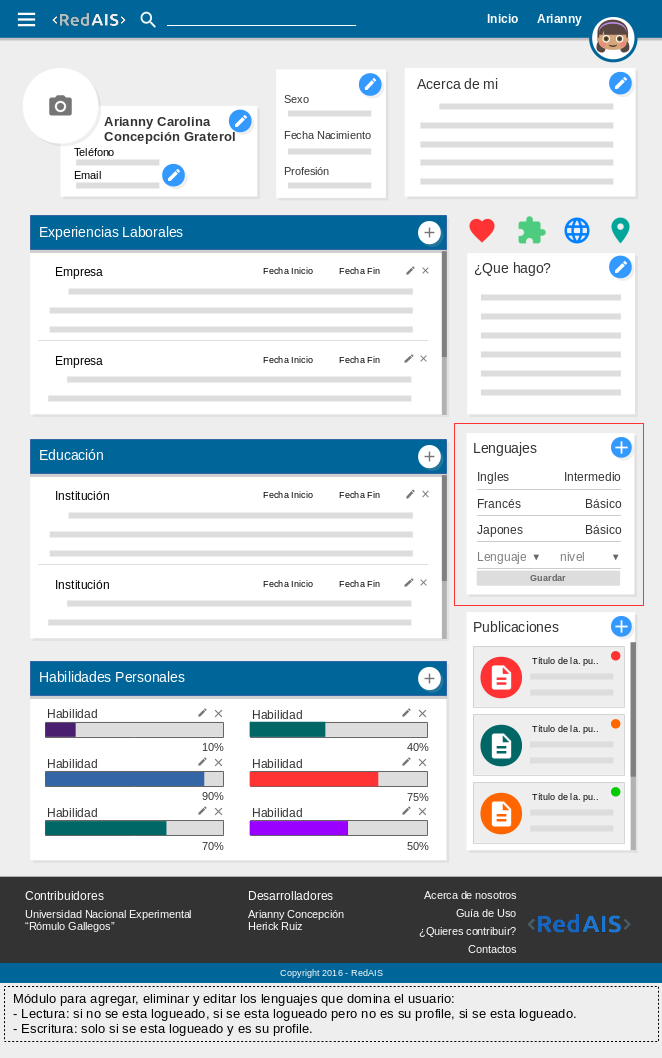 <RedAIS>
Inicio Arianny
Arianny Carolina
Concepción Graterol
Teléfono
Email
Sexo
Fecha Nacimiento
Profesión
Acerca de mi
Experiencias Laborales +
Empresa Fecha Inicio Fecha Fin ×
Empresa Fecha Inicio Fecha Fin ×
¿Que hago?
Educación +
Institución Fecha Inicio Fecha Fin ×
Institución Fecha Inicio Fecha Fin ×
Lenguajes +
Ingles Intermedio
Francés Básico
Japones Básico
Lenguaje ▼ nivel ▼
Guardar
Habilidades Personales +
Habilidad ×
10%
Habilidad ×
40%
Habilidad ×
90%
Habilidad ×
75%
Habilidad ×
70%
Habilidad ×
50%
Publicaciones +
Título de la. pu..
Título de la. pu..
Título de la. pu..
Contribuidores
Universidad Nacional Experimental
“Rómulo Gallegos”
Desarrolladores
Arianny Concepción
Herick Ruiz
Acerca de nosotros
Guía de Uso
¿Quieres contribuir?
Contactos
<RedAIS>
Copyright 2016 - RedAIS
Módulo para agregar, eliminar y editar los lenguajes que domina el usuario:
- Lectura: si no se esta logueado, si se esta logueado pero no es su profile, si se esta logueado.
- Escritura: solo si se esta logueado y es su profile.